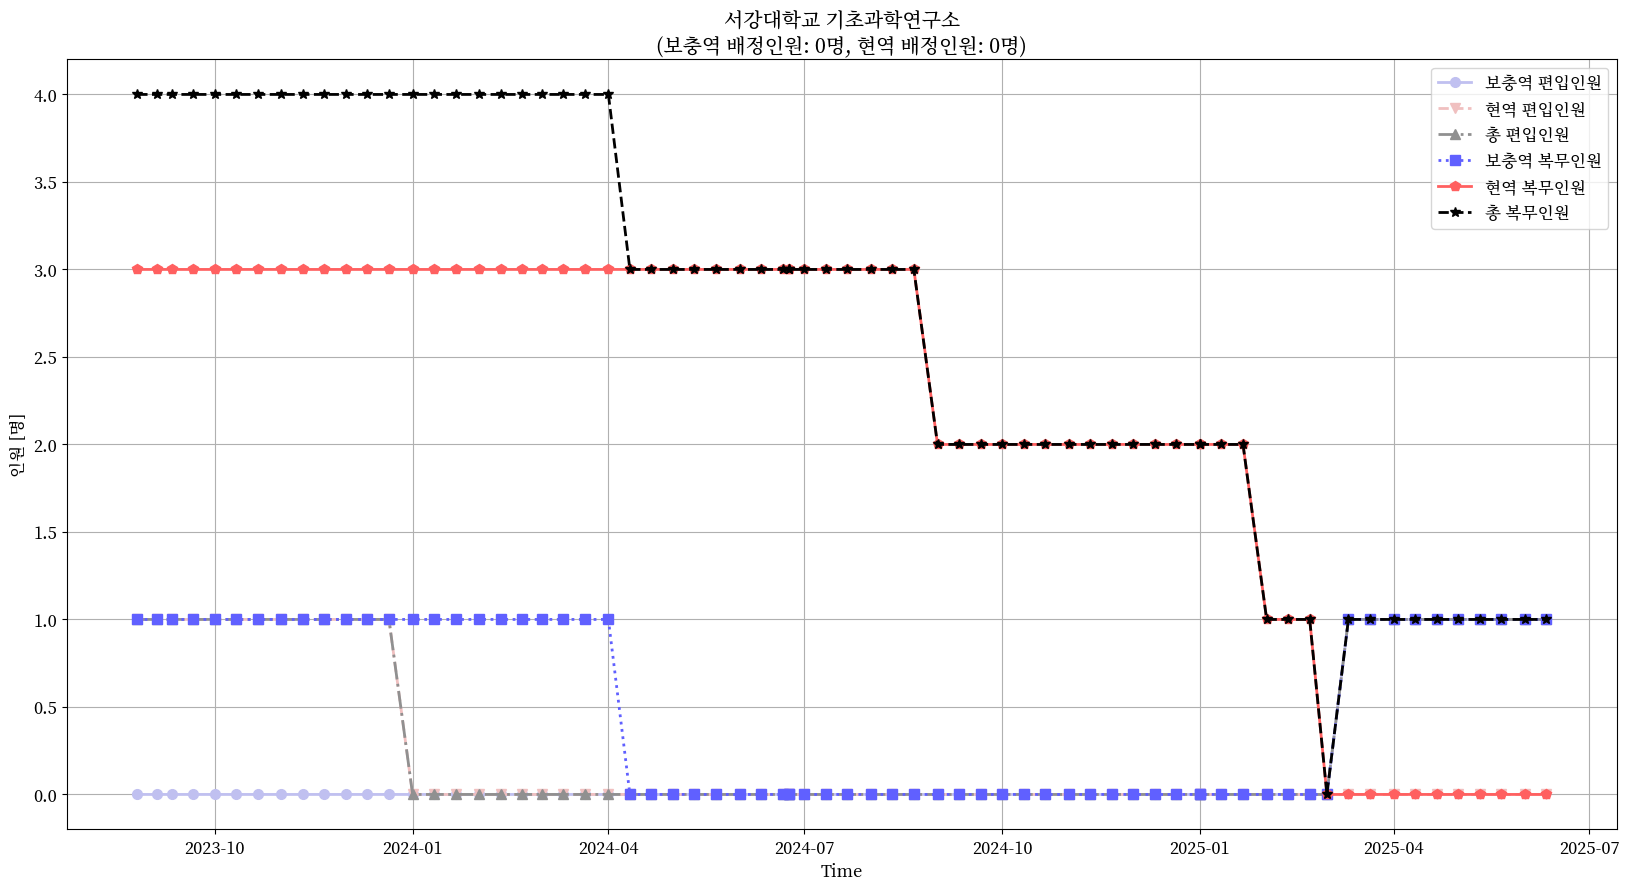 서강대학교 기초과학연구소
(보충역 배정인원: 0명, 현역 배정인원: 0명)
보충역 편입인원
현역 편입인원
총 편입인원
보충역 복무인원
현역 복무인원
총 복무인원
4.0
3.5
3.0
2.5
2.0
1.5
1.0
0.5
0.0
인원 [명]
2023-10
2024-01
2024-04
2024-07
2024-10
2025-01
2025-04
2025-07
Time